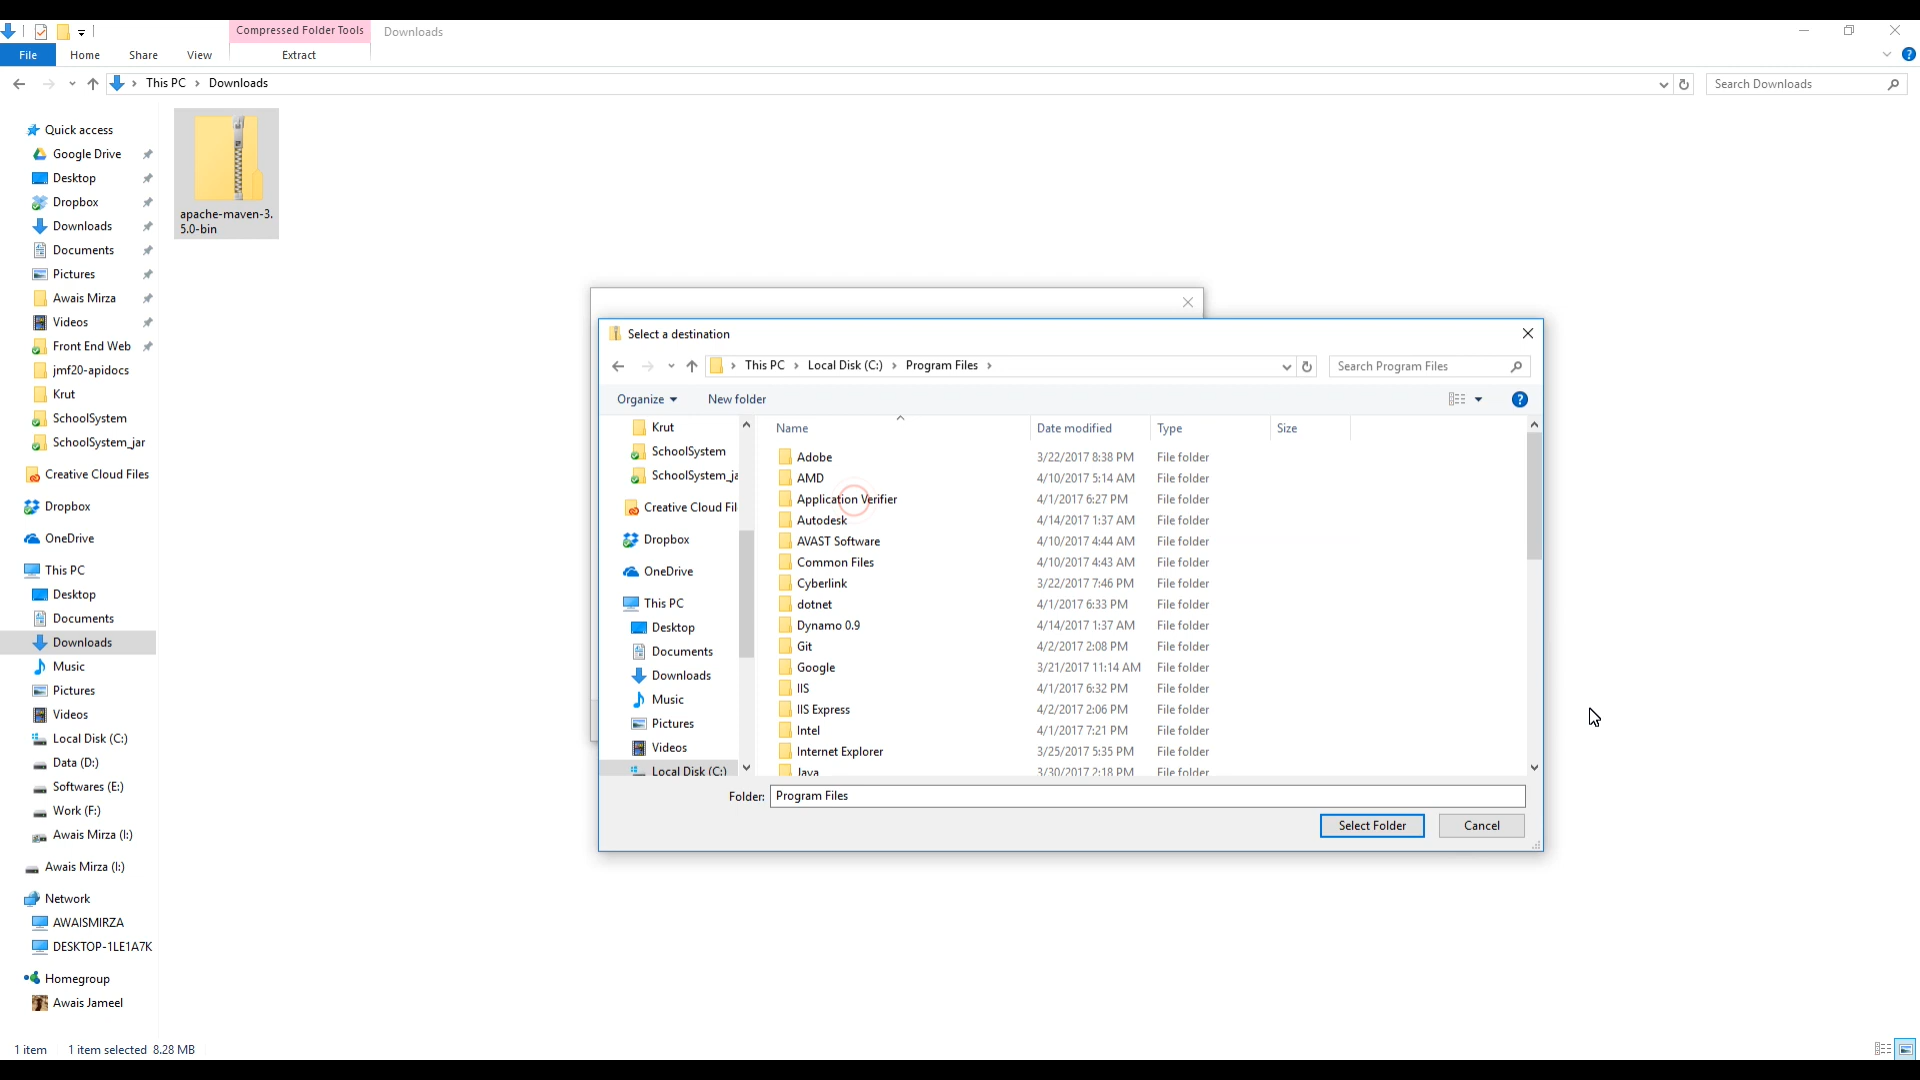 Compressed Folder Tools
Downloads
File
Home
Share
View
Extract
This PC
Downloads
Search Downloads
Quick access
Google Drive
Desktop
Dropbox
Downloads
Documents
Pictures
Awais Mirza
Videos
Front End Web
jmf20-apidocs
Krut
SchoolSystem
SchoolSystem_jar
Creative Cloud Files
Dropbox
OneDrive
This PC
Desktop
Documents
Downloads
Music
Pictures
Videos
Local Disk (C:)
Data (D:)
Softwares (E:)
Work (F:)
Awais Mirza (I:)
Awais Mirza (I:)
Network
AWAISMIRZA
DESKTOP-1LE1A7K
Homegroup
Awais Jameel
apache-maven-3.
5.0-bin
Select a destination
This PC
Local Disk (C:)
Program Files
Search Program Files
Organize
New folder
Krut
SchoolSystem
SchoolSystem_ja
Creative Cloud Fil
Dropbox
OneDrive
This PC
Desktop
Documents
Downloads
Music
Pictures
Videos
Local Disk (C:)
Name Date modified Type Size
Adobe 3/22/2017 8:38 PM File folder
AMD 4/10/2017 5:14 AM File folder
Application Verifier 4/1/2017 6:27 PM File folder
Autodesk 4/14/2017 1:37 AM File folder
AVAST Software 4/10/2017 4:44 AM File folder
Common Files 4/10/2017 4:43 AM File folder
Cyberlink 3/22/2017 7:46 PM File folder
dotnet 4/1/2017 6:33 PM File folder
Dynamo 0.9 4/14/2017 1:37 AM File folder
Git 4/2/2017 2:08 PM File folder
Google 3/21/2017 11:14 AM File folder
IIS 4/1/2017 6:32 PM File folder
IIS Express 4/2/2017 2:06 PM File folder
Intel 4/1/2017 7:21 PM File folder
Internet Explorer 3/25/2017 5:35 PM File folder
Java 3/30/2017 2:18 PM File folder
Folder: Program Files
Select Folder
Cancel
1 item
1 item selected 8.28 MB